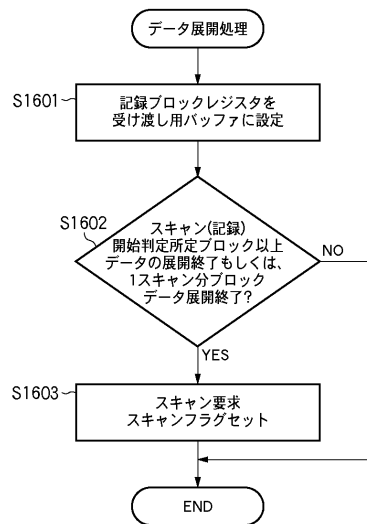 データ展開処理
S1601
記録ブロックレジスタを
受け渡し用バッファに設定
S1602
スキャン(記録)
開始判定所定ブロック以上
データの展開終了もしくは、
1スキャン分ブロック
データ展開終了?
NO
YES
S1603
スキャン要求
スキャンフラグセット
END